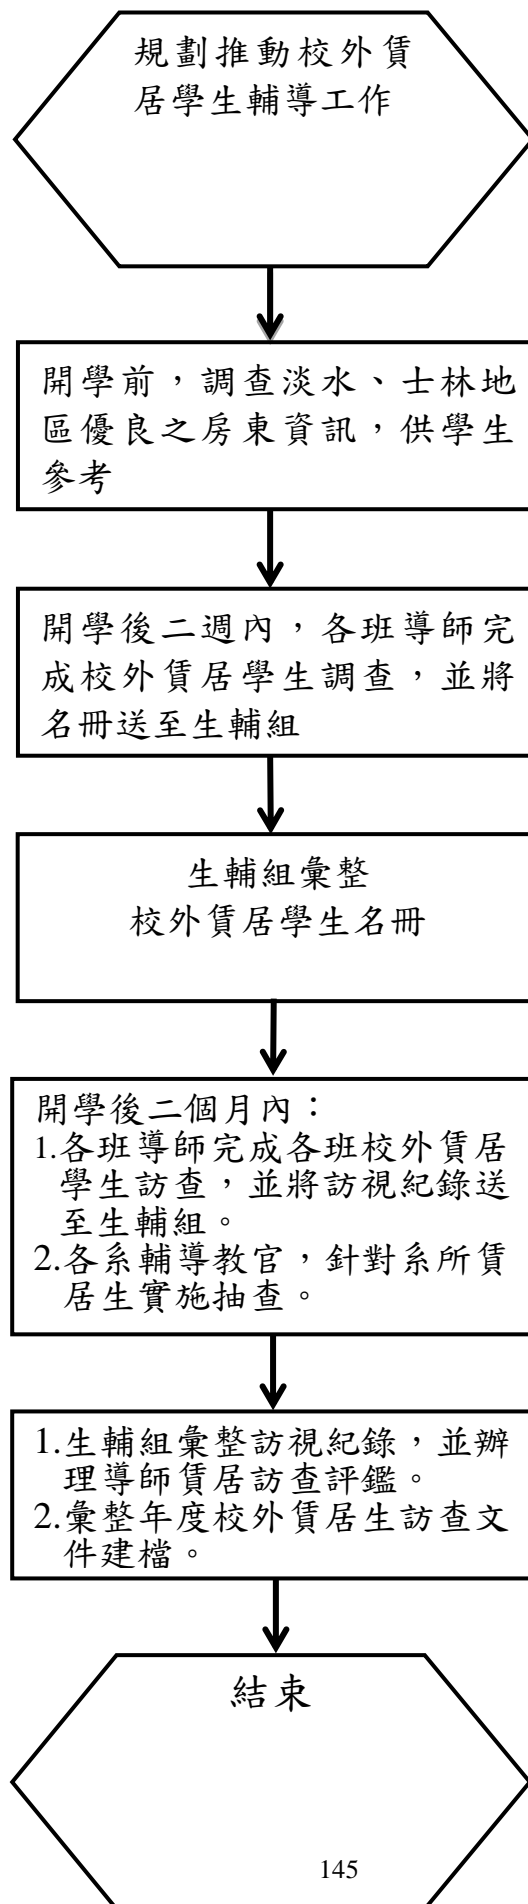 規劃推動校外賃
居學生輔導工作
開學前，調查淡水、士林地
區優良之房東資訊，供學生
參考
開學後二週內，各班導師完
成校外賃居學生調查，並將
名冊送至生輔組
生輔組彙整
校外賃居學生名冊
開學後二個月內：
1.各班導師完成各班校外賃居
學生訪查，並將訪視紀錄送
至生輔組。
2.各系輔導教官，針對系所賃
居生實施抽查。
1.生輔組彙整訪視紀錄，並辦
理導師賃居訪查評鑑。
2.彙整年度校外賃居生訪查文
件建檔。
結束
145